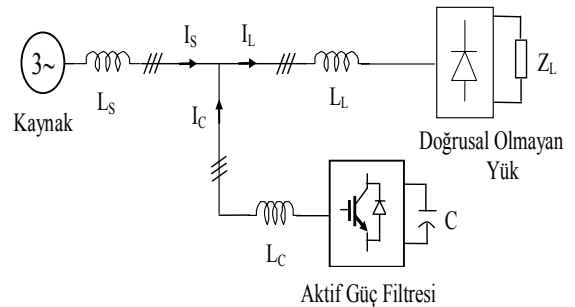 I_S
I_L
3~
L_S
L_L
Z_L
Kaynak
I_C
Doğrusal Olmayan
Yük
L_C
C
Aktif Güç Filtresi